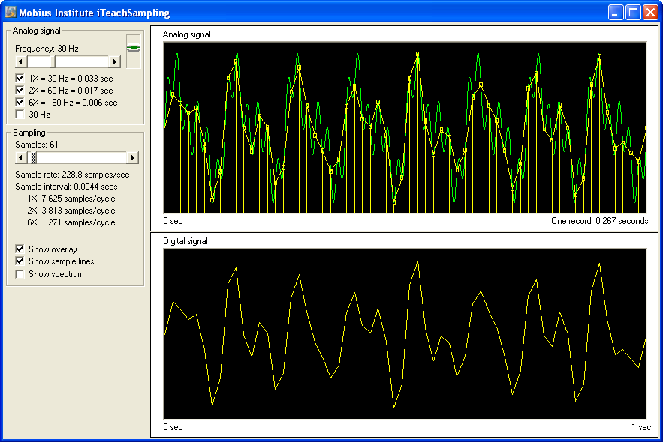 Mobius Institute iTeachSampling
Analog signal
Frequency: 30 Hz
1X = 30 Hz = 0.033 sec
2X = 60 Hz = 0.017 sec
6X = 180 Hz = 0.006 sec
30 Hz
Sampling
Samples: 61
Sample rate: 228.8 samples/sec
Sample interval: 0.0044 secs
1X: 7.625 samples/cycle
2X: 3.813 samples/cycle
6X: 1.271 samples/cycle
Show overlay
Show sample lines
Show spectrum
Analog signal
0 sec
One record: 0.267 seconds
Digital signal
0 sec
sec